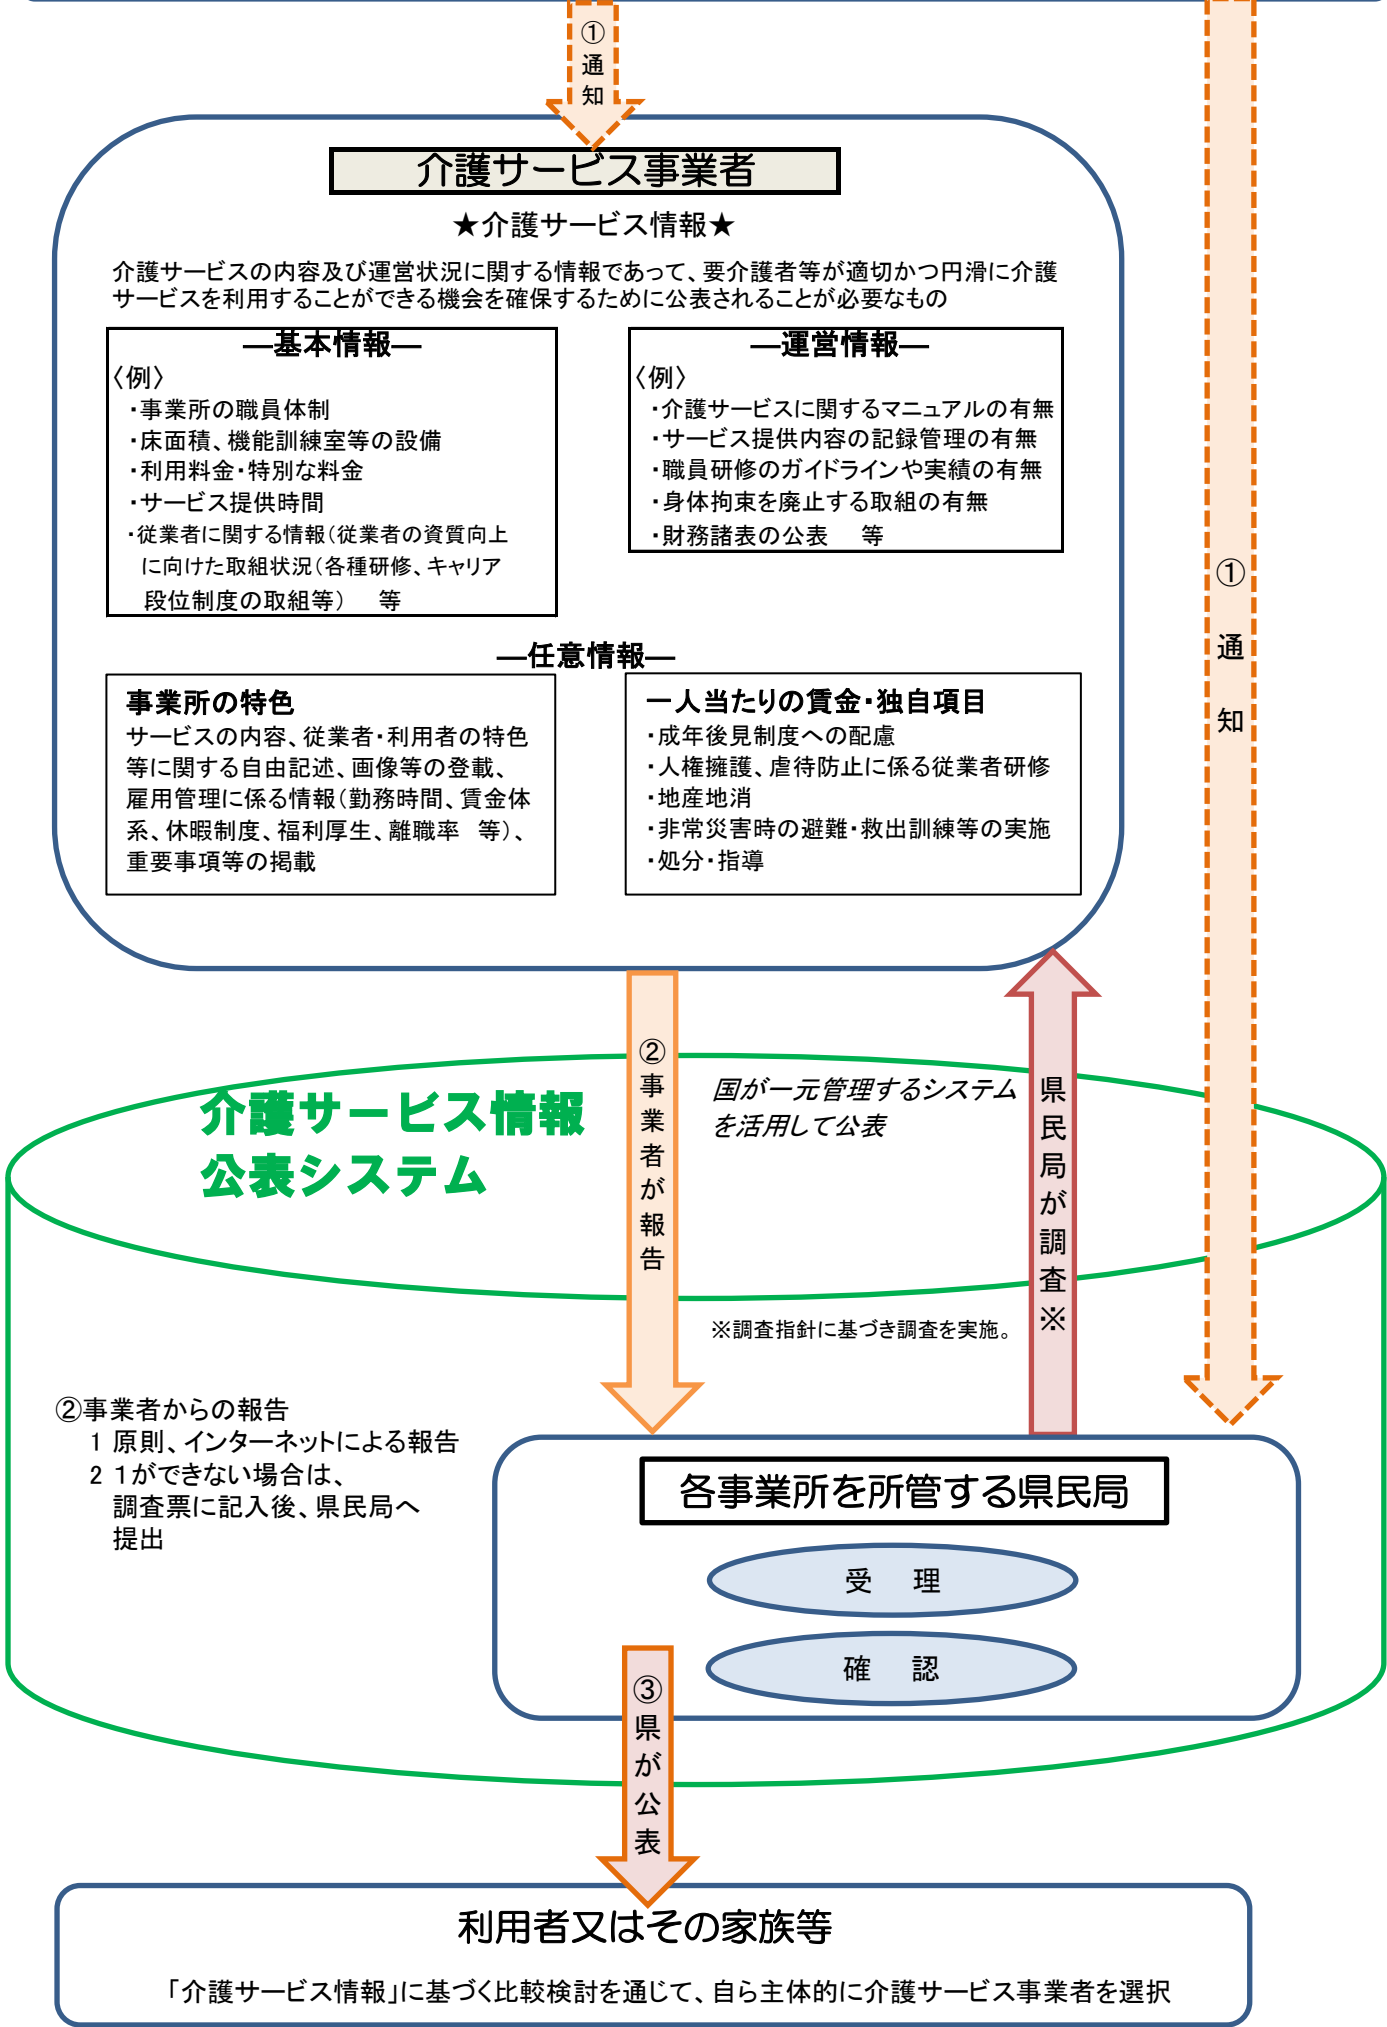 ①
通
知
介護サービス事業者
★介護サービス情報★
介護サービスの内容及び運営状況に関する情報であって、要介護者等が適切かつ円滑に介護
サービスを利用することができる機会を確保するために公表されることが必要なもの
―基本情報―
〈例〉
・事業所の職員体制
・床面積、機能訓練室等の設備
・利用料金・特別な料金
・サービス提供時間
・従業者に関する情報（従業者の資質向上
に向けた取組状況（各種研修、キャリア
段位制度の取組等）　等
―運営情報―
〈例〉
・介護サービスに関するマニュアルの有無
・サービス提供内容の記録管理の有無
・職員研修のガイドラインや実績の有無
・身体拘束を廃止する取組の有無
・財務諸表の公表　等
―任意情報―
事業所の特色
サービスの内容、従業者・利用者の特色
等に関する自由記述、画像等の登載、
雇用管理に係る情報（勤務時間、賃金体
系、休暇制度、福利厚生、離職率　等）、
重要事項等の掲載
一人当たりの賃金・独自項目
・成年後見制度への配慮
・人権擁護、虐待防止に係る従業者研修
・地産地消
・非常災害時の避難・救出訓練等の実施
・処分・指導
①
通
知
②
事
業
者
が
報
告
介護サービス情報
公表システム
国が一元管理するシステム
を活用して公表
県
民
局
が
調
査
※
※調査指針に基づき調査を実施。
②事業者からの報告
1 原則、インターネットによる報告
2 １ができない場合は、
調査票に記入後、県民局へ
提出
各事業所を所管する県民局
受　理
確　認
③
県
が
公
表
利用者又はその家族等
「介護サービス情報」に基づく比較検討を通じて、自ら主体的に介護サービス事業者を選択